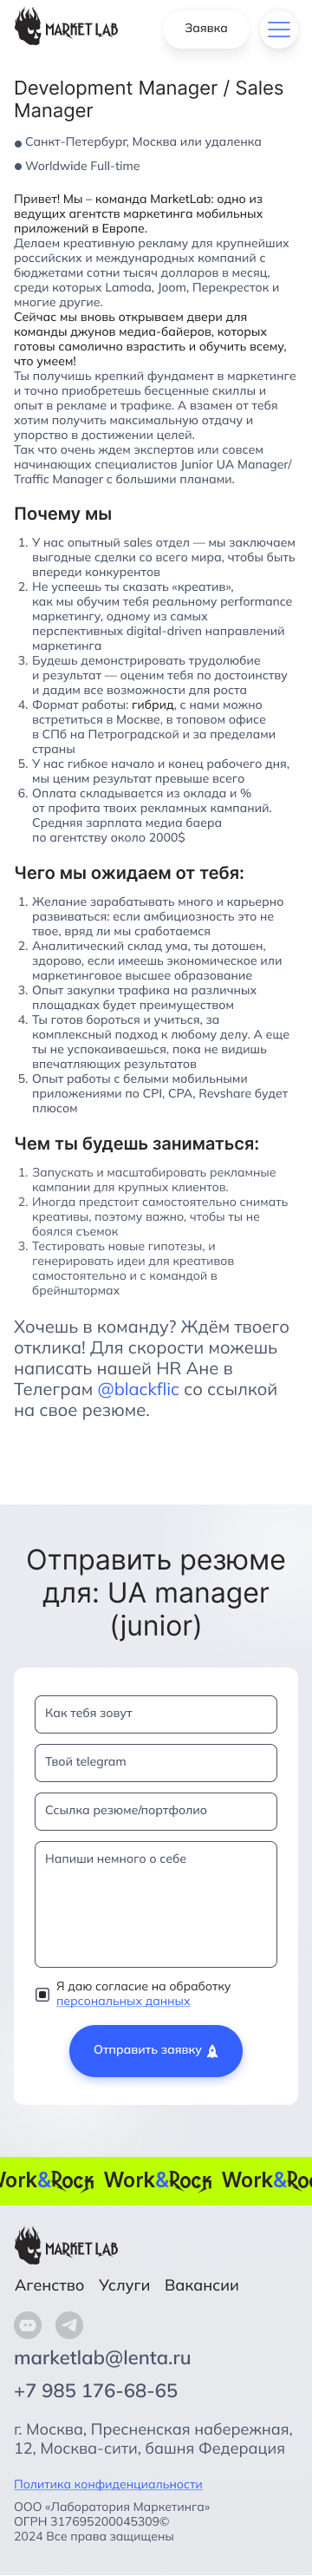 MARKET LAB
Заявка
Development Manager / Sales
Manager
Санкт-Петербург, Москва или удаленка
Worldwide Full-time
Привет! Мы – команда MarketLab: одно из
ведущих агентств маркетинга мобильных
приложений в Европе.
Делаем креативную рекламу для крупнейших
российских и международных компаний с
бюджетами сотни тысяч долларов в месяц,
среди которых Lamoda, Joom, Перекресток и
многие другие.
Сейчас мы вновь открываем двери для
команды джунов медиа-байеров, которых
готовы самолично взрастить и обучить всему,
что умеем!
Ты получишь крепкий фундамент в маркетинге
и точно приобретешь бесценные скиллы и
опыт в рекламе и трафике. А взамен от тебя
хотим получить максимальную отдачу и
упорство в достижении целей.
Так что очень ждем экспертов или совсем
начинающих специалистов Junior UA Manager/
Traffic Manager с большими планами.
Почему мы
1. У нас опытный sales отдел — мы заключаем
выгодные сделки со всего мира, чтобы быть
впереди конкурентов
2. Не успеешь ты сказать «креатив»,
как мы обучим тебя реальному performance
маркетингу, одному из самых
перспективных digital-driven направлений
маркетинга
3. Будешь демонстрировать трудолюбие
и результат — оценим тебя по достоинству
и дадим все возможности для роста
4. Формат работы: гибрид, с нами можно
встретиться в Москве, в топовом офисе
в СПб на Петроградской и за пределами
страны
5. У нас гибкое начало и конец рабочего дня,
мы ценим результат превыше всего
6. Оплата складывается из оклада и %
от профита твоих рекламных кампаний.
Средняя зарплата медиа баера
по агентству около 2000$
Чего мы ожидаем от тебя:
1. Желание зарабатывать много и карьерно
развиваться: если амбициозность это не
твое, вряд ли мы сработаемся
2. Аналитический склад ума, ты дотошен,
здорово, если имеешь экономическое или
маркетинговое высшее образование
3. Опыт закупки трафика на различных
площадках будет преимуществом
4. Ты готов бороться и учиться, за
комплексный подход к любому делу. А еще
ты не успокаиваешься, пока не видишь
впечатляющих результатов
5. Опыт работы с белыми мобильными
приложениями по CPI, CPA, Revshare будет
плюсом
Чем ты будешь заниматься:
1. Запускать и масштабировать рекламные
кампании для крупных клиентов.
2. Иногда предстоит самостоятельно снимать
креативы, поэтому важно, чтобы ты не
боялся съемок
3. Тестировать новые гипотезы, и
генерировать идеи для креативов
самостоятельно и с командой в
брейнштормах
Хочешь в команду? Ждём твоего
отклика! Для скорости можешь
написать нашей HR Ане в
Телеграм @blackflic со ссылкой
на свое резюме.
Отправить резюме
для: UA manager
(junior)
Как тебя зовут
Твой telegram
Ссылка резюме/портфолио
Напиши немного о себе
Я даю согласие на обработку
персональных данных
Отправить заявку
Work&Rock Work&Rock Work&Rock
MARKET LAB
Агенство Услуги Вакансии
marketlab@lenta.ru
+7 985 176-68-65
г. Москва, Пресненская набережная,
12, Москва-сити, башня Федерация
Политика конфиденциальности
ООО «Лаборатория Маркетинга»
ОГРН 317695200045309©
2024 Все права защищены